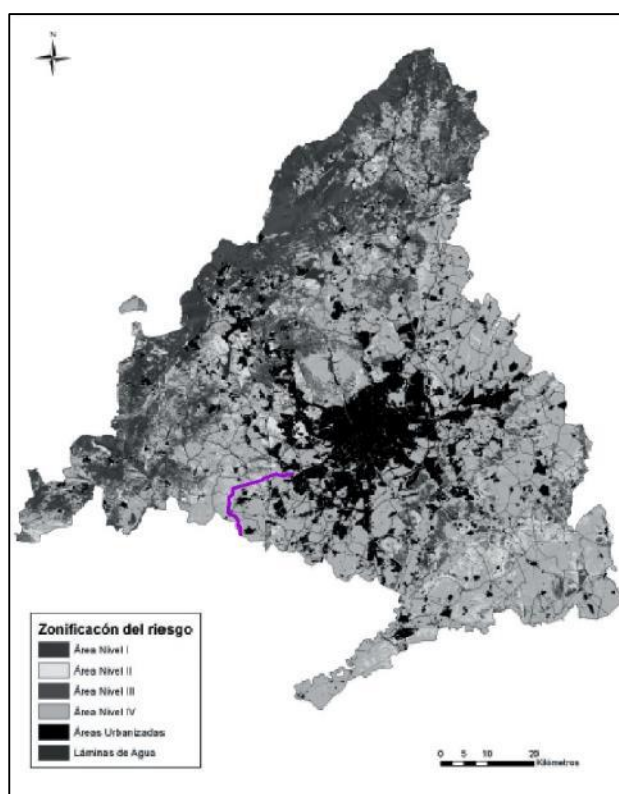 N
Zonificacón del riesgo
Área Nivel I
Área Nivel II
Área Nivel III
Área Nivel IV
Áreas Urbanizadas
Láminas de Agua
0 5 10 20
Kilómetros